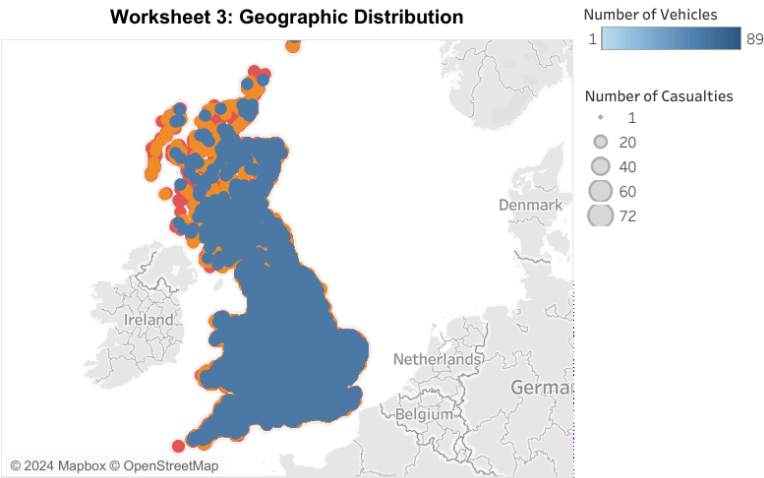 Worksheet 3: Geographic Distribution
Number of Vehicles
1 89
Number of Casualties
1
20
40
60
72
Denmark
Ireland
Netherlands
Germa
Belgium
© 2024 Mapbox © OpenStreetMap